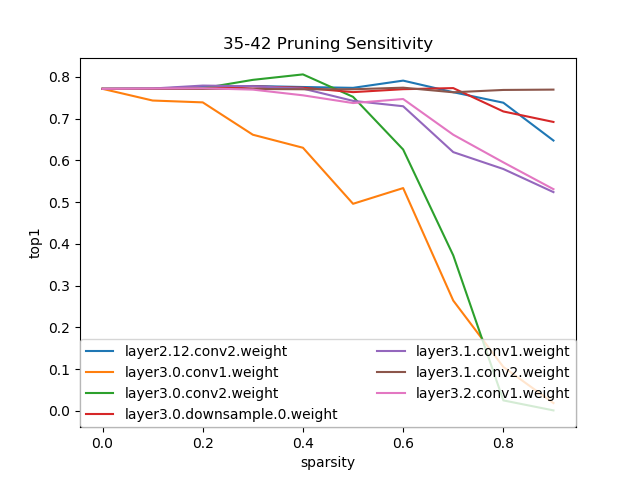 35-42 Pruning Sensitivity
0.8
0.7
0.6
0.5
0.4
0.3
0.2
0.1
0.0
top1
layer2.12.conv2.weight
layer3.0.conv1.weight
layer3.0.conv2.weight
layer3.0.downsample.0.weight
layer3.1.conv1.weight
layer3.1.conv2.weight
layer3.2.conv1.weight
0.0 0.2 0.4 0.6 0.8
sparsity